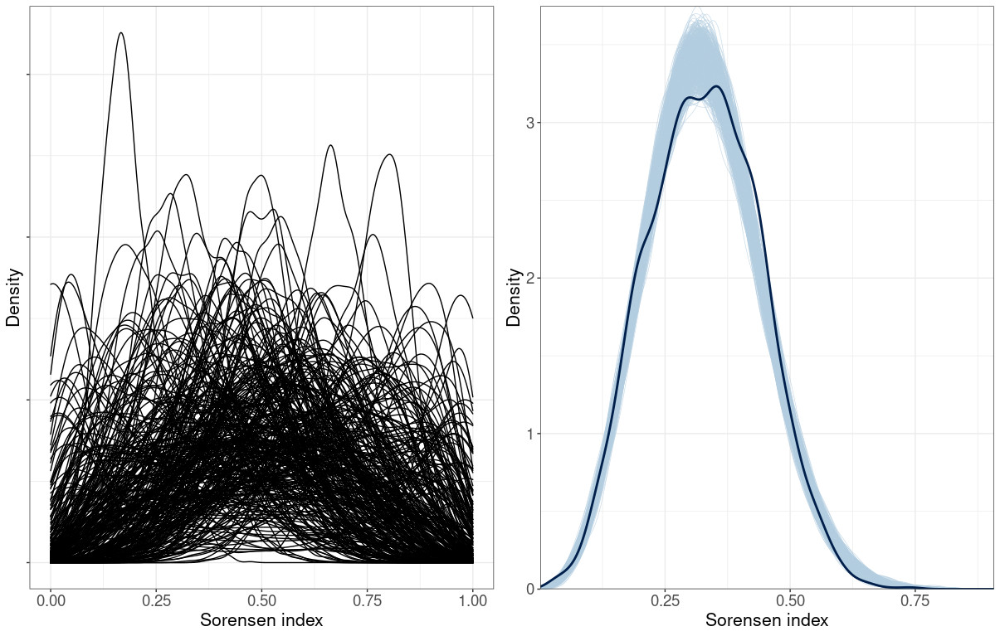 Density
0.00 0.25 0.50 0.75 1.00
Sorensen index
Density
3
2
1
0
0.25 0.50 0.75
Sorensen index